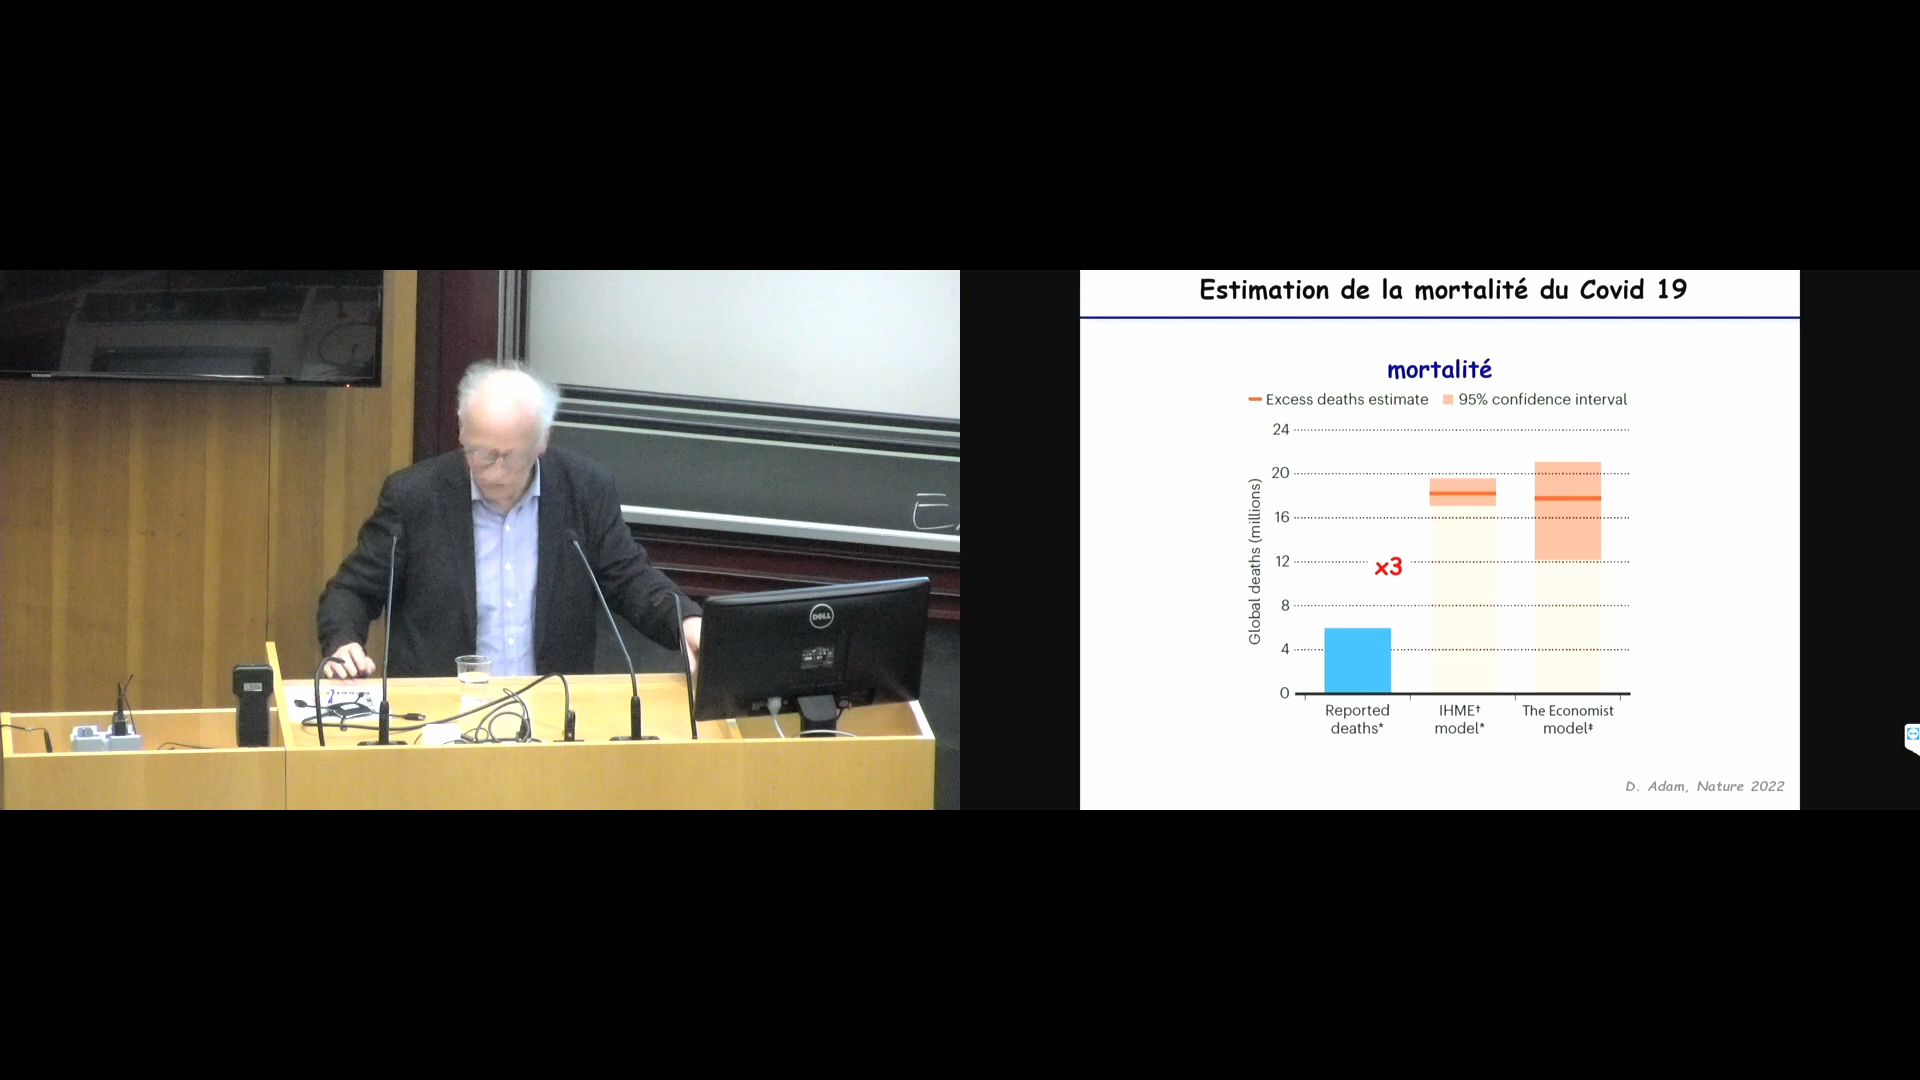 DELL
E
Estimation de la mortalité du Covid 19
mortalité
Excess deaths estimate 95% confidence interval
24
20
16
12
8
4
0
Global deaths (millions)
x3
Reported deaths*
IHME† model*
The Economist model‡
D. Adam, Nature 2022